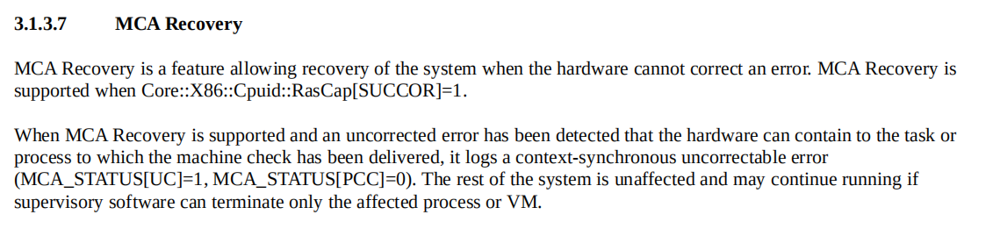 3.1.3.7 MCA Recovery
MCA Recovery is a feature allowing recovery of the system when the hardware cannot correct an error. MCA Recovery is
supported when Core::X86::Cpuid::RasCap[SUCCOR]=1.
When MCA Recovery is supported and an uncorrected error has been detected that the hardware can contain to the task or
process to which the machine check has been delivered, it logs a context-synchronous uncorrectable error
(MCA_STATUS[UC]=1, MCA_STATUS[PCC]=0). The rest of the system is unaffected and may continue running if
supervisory software can terminate only the affected process or VM.